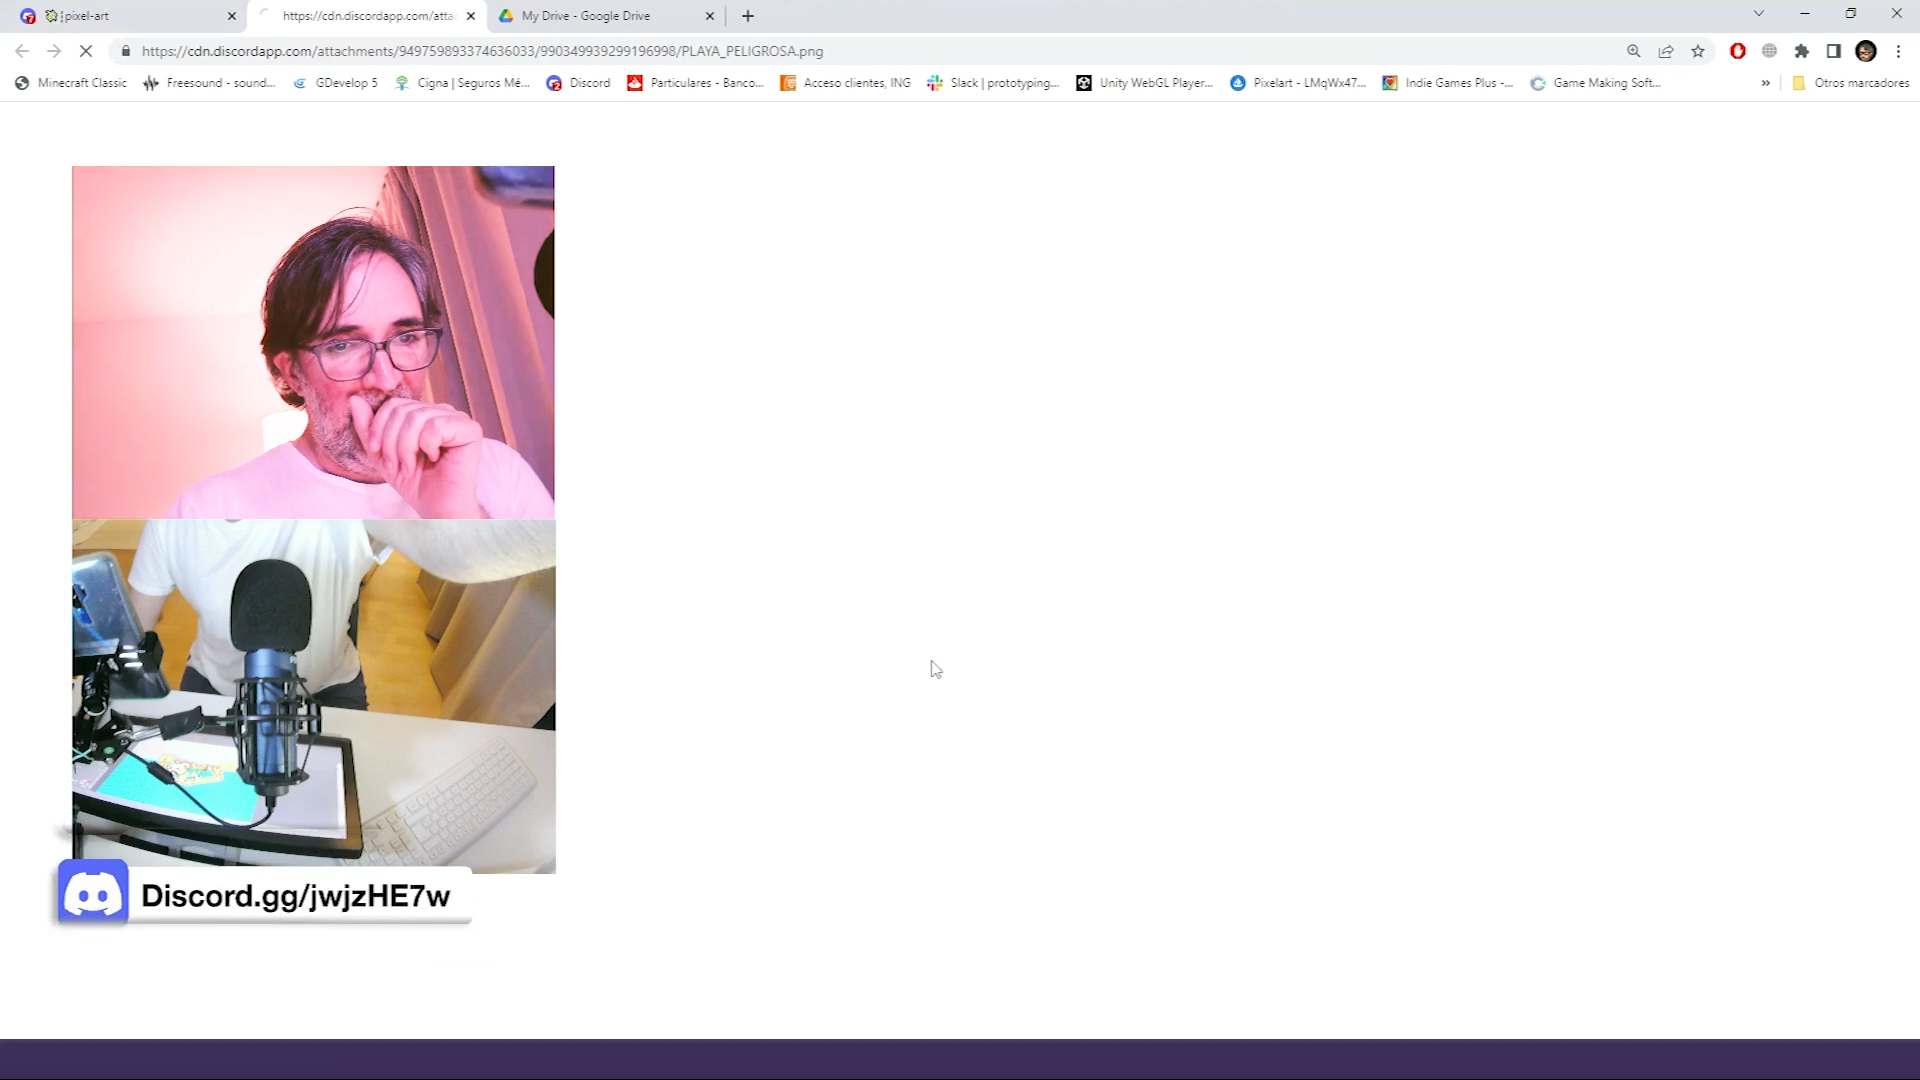 pixel-art
https://cdn.discordapp.com/atta
My Drive - Google Drive
https://cdn.discordapp.com/attachments/949759893374636033/990349939299196998/PLAYA_PELIGROSA.png
Minecraft Classic
Freesound - sound...
GDevelop 5
Cigna | Seguros Mé...
Discord
Particulares - Banco...
Acceso clientes, ING
Slack | prototyping...
Unity WebGL Player...
Pixelart - LMqWx47...
Indie Games Plus -...
Game Making Soft...
»
Otros marcadores
Discord.gg/jwjzHE7w